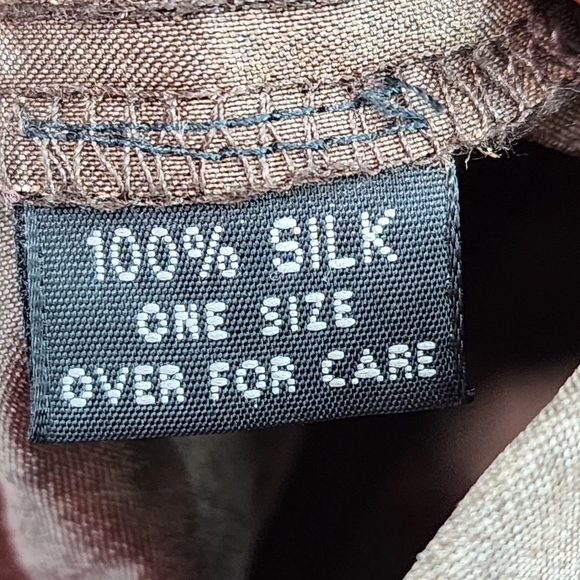 100% SILK
ONE SIZE
OVER FOR CARE